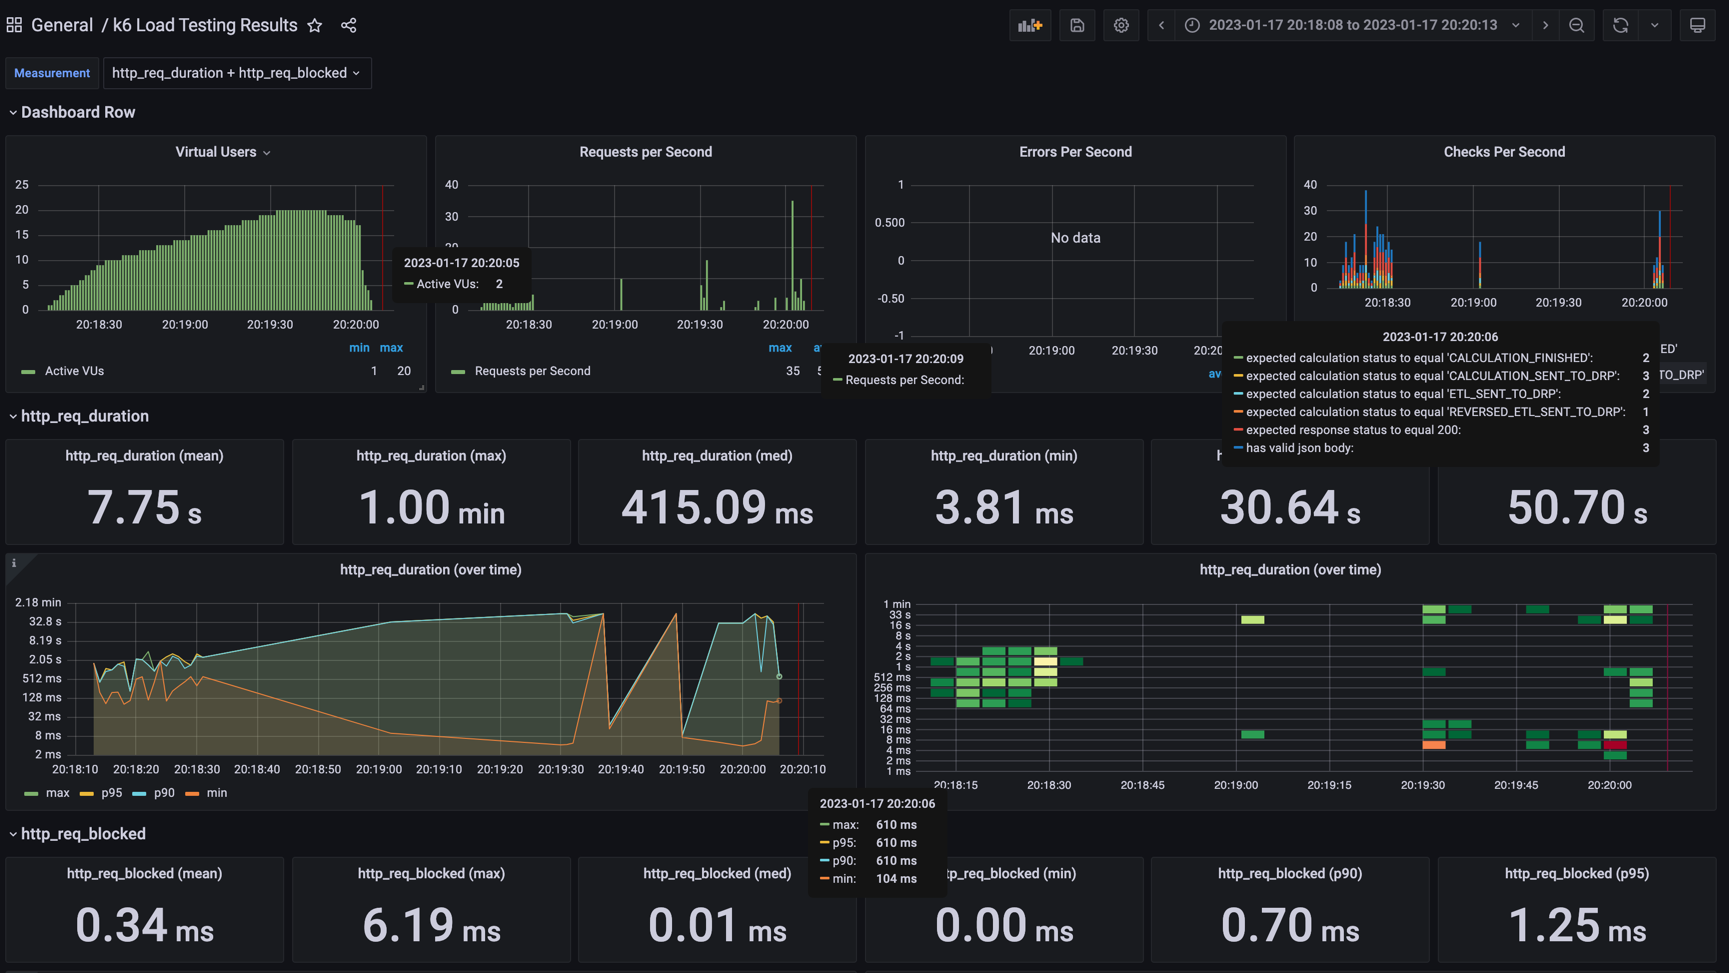 General / k6 Load Testing Results
2023-01-17 20:18:08 to 2023-01-17 20:20:13
Measurement
http_req_duration + http_req_blocked
Dashboard Row
Virtual Users
25
20
15
10
5
0
20:18:30 20:19:00 20:19:30 20:20:00
min max
Active VUs 1 20
2023-01-17 20:20:05
Active VUs: 2
Requests per Second
40
30
20
0
20:18:30 20:19:00 20:19:30 20:20:00
max
Requests per Second 35
2023-01-17 20:20:09
Requests per Second:
Errors Per Second
1
0.500
0
-0.50
-1
No data
20:19:00 20:19:30
Checks Per Second
40
30
20
10
0
20:18:30 20:19:00 20:19:30 20:20:00
2023-01-17 20:20:06
expected calculation status to equal 'CALCULATION_FINISHED': 2
expected calculation status to equal 'CALCULATION_SENT_TO_DRP': 3
expected calculation status to equal 'ETL_SENT_TO_DRP': 2
expected calculation status to equal 'REVERSED_ETL_SENT_TO_DRP': 1
expected response status to equal 200: 3
has valid json body: 3
http_req_duration
http_req_duration (mean)
7.75 s
http_req_duration (max)
1.00 min
http_req_duration (med)
415.09 ms
http_req_duration (min)
3.81 ms
30.64 s
50.70 s
http_req_duration (over time)
2.18 min
32.8 s
8.19 s
2.05 s
512 ms
128 ms
32 ms
8 ms
2 ms
20:18:10 20:18:20 20:18:30 20:18:40 20:18:50 20:19:00 20:19:10 20:19:20 20:19:30 20:19:40 20:19:50 20:20:00 20:20:10
max p95 p90 min
2023-01-17 20:20:06
max: 610 ms
p95: 610 ms
p90: 610 ms
min: 104 ms
http_req_duration (over time)
1 min
33 s
16 s
8 s
4 s
2 s
1 s
512 ms
256 ms
128 ms
64 ms
32 ms
16 ms
8 ms
4 ms
2 ms
1 ms
20:18:15 20:18:30 20:18:45 20:19:00 20:19:15 20:19:30 20:19:45 20:20:00
http_req_blocked
http_req_blocked (mean)
0.34 ms
http_req_blocked (max)
6.19 ms
http_req_blocked (med)
0.01 ms
tp_req_blocked (min)
0.00 ms
http_req_blocked (p90)
0.70 ms
http_req_blocked (p95)
1.25 ms